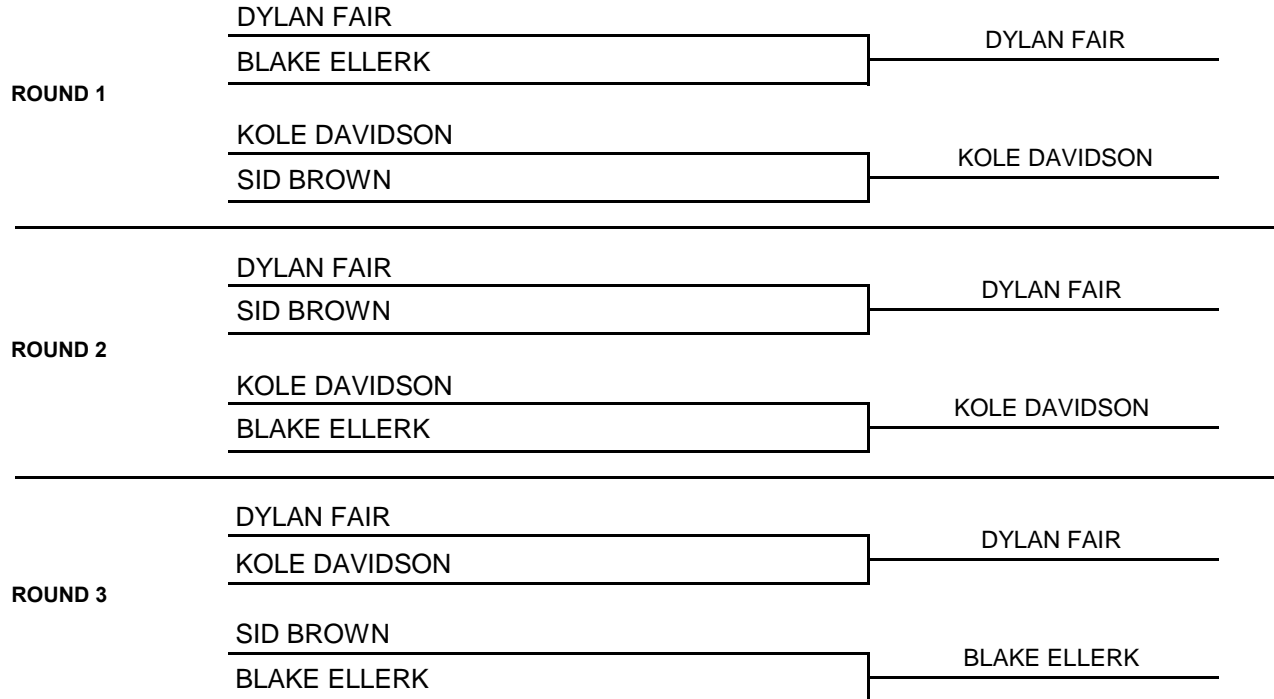 DYLAN FAIR
DYLAN FAIR
BLAKE ELLERK
ROUND 1
KOLE DAVIDSON
KOLE DAVIDSON
SID BROWN
DYLAN FAIR
DYLAN FAIR
SID BROWN
ROUND 2
KOLE DAVIDSON
KOLE DAVIDSON
BLAKE ELLERK
DYLAN FAIR
DYLAN FAIR
KOLE DAVIDSON
ROUND 3
SID BROWN
BLAKE ELLERK
BLAKE ELLERK